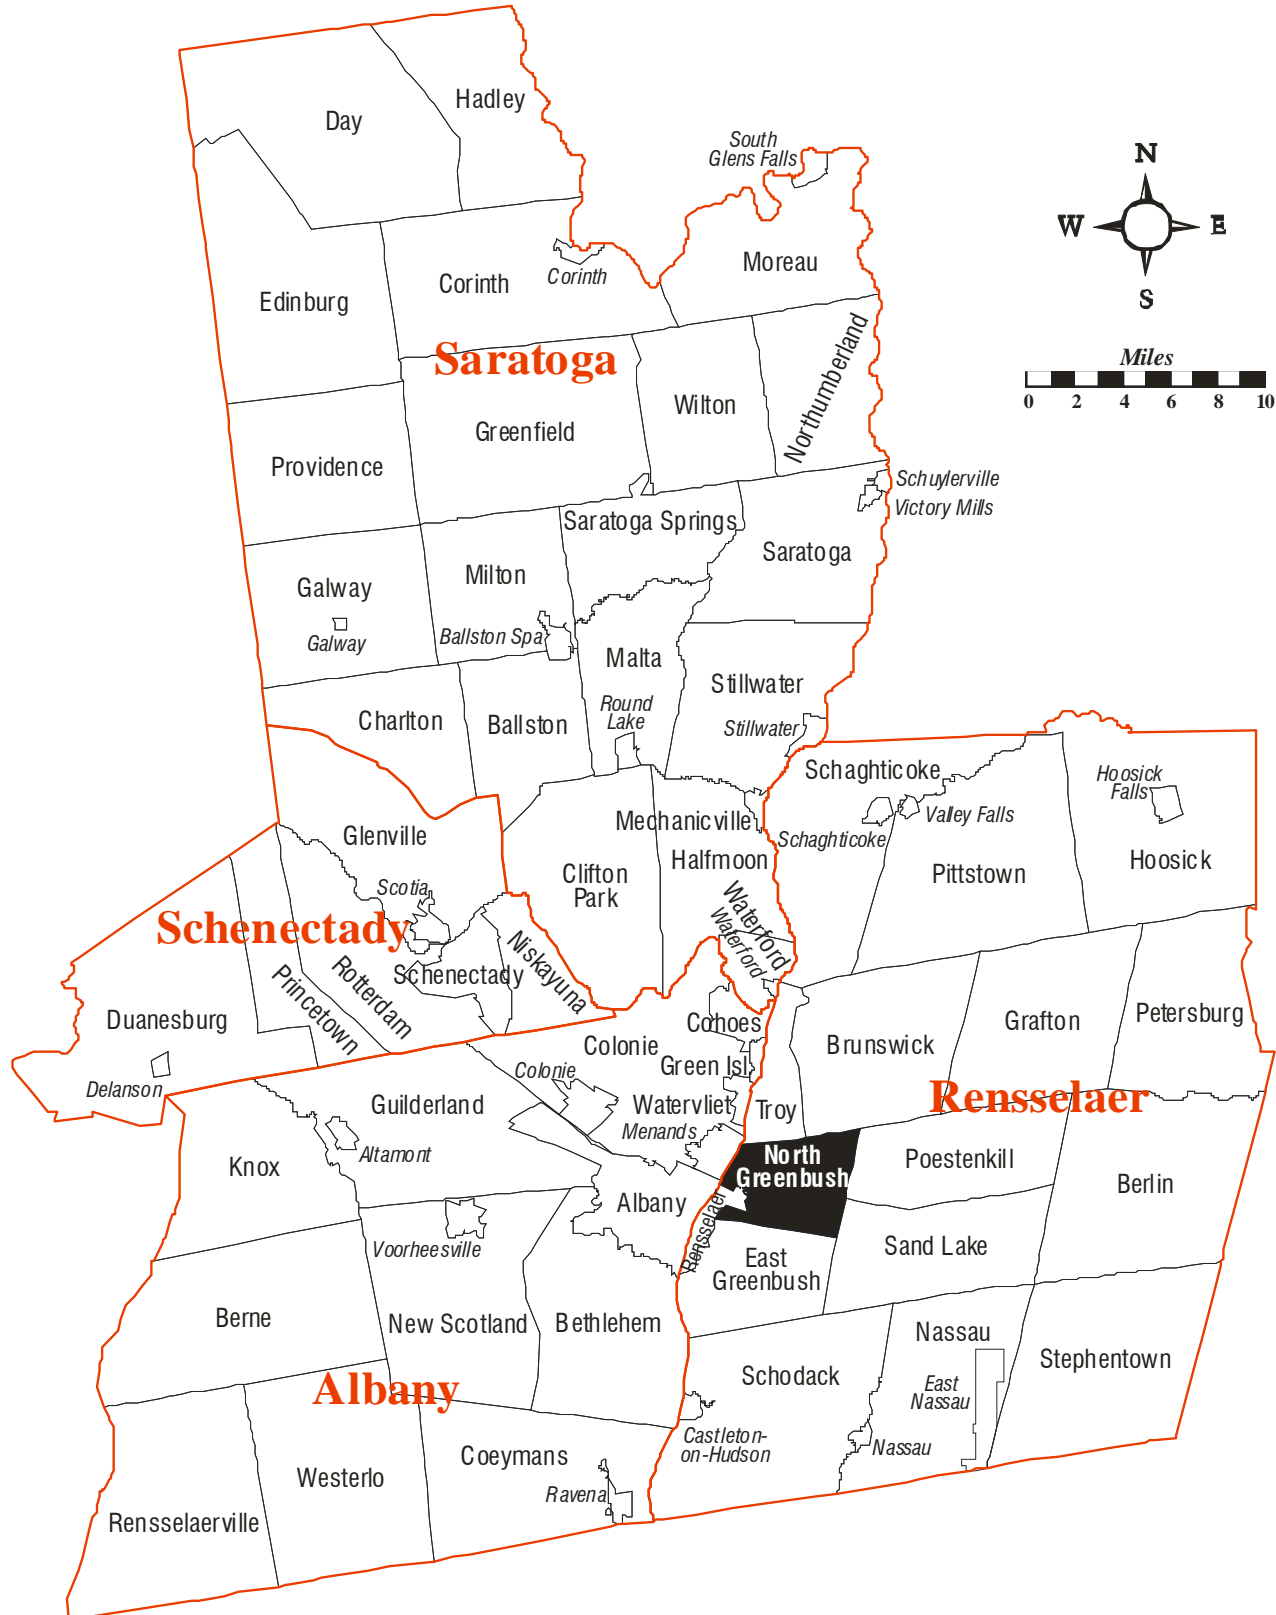 Hadley
Day
South
Glens Falls
N
W
E
S
Moreau
Corinth
Corinth
Edinburg
Saratoga
Northumberland
Miles
0 2 4 6 8 10
Wilton
Greenfield
Providence
Schuylerville
Victory Mills
Saratoga Springs
Saratoga
Milton
Galway
Galway
Ballston Spa
Malta
Stillwater
Round
Lake
Charlton
Ballston
Stillwater
Schaghticoke
Hoosick
Falls
Valley Falls
Mechanicville
Schaghticoke
Glenville
Halfmoon
Hoosick
Clifton
Park
Pittstown
Scotia
Waterford
Waterford
Schenectady
Niskayuna
Schenectady
Rotterdam
Princetown
Duanesburg
Cohoes
Petersburg
Grafton
Colonie
Brunswick
Green Isl.
Colonie
Delanson
Rensselaer
Guilderland
Watervliet
Troy
Menands
Altamont
North
Greenbush
Poestenkill
Knox
Berlin
Albany
Rensselaer
Voorheesville
Sand Lake
East
Greenbush
Berne
New Scotland
Bethlehem
Nassau
Stephentown
Schodack
Albany
East
Nassau
Castleton-
on-Hudson
Nassau
Coeymans
Westerlo
Ravena
Rensselaerville